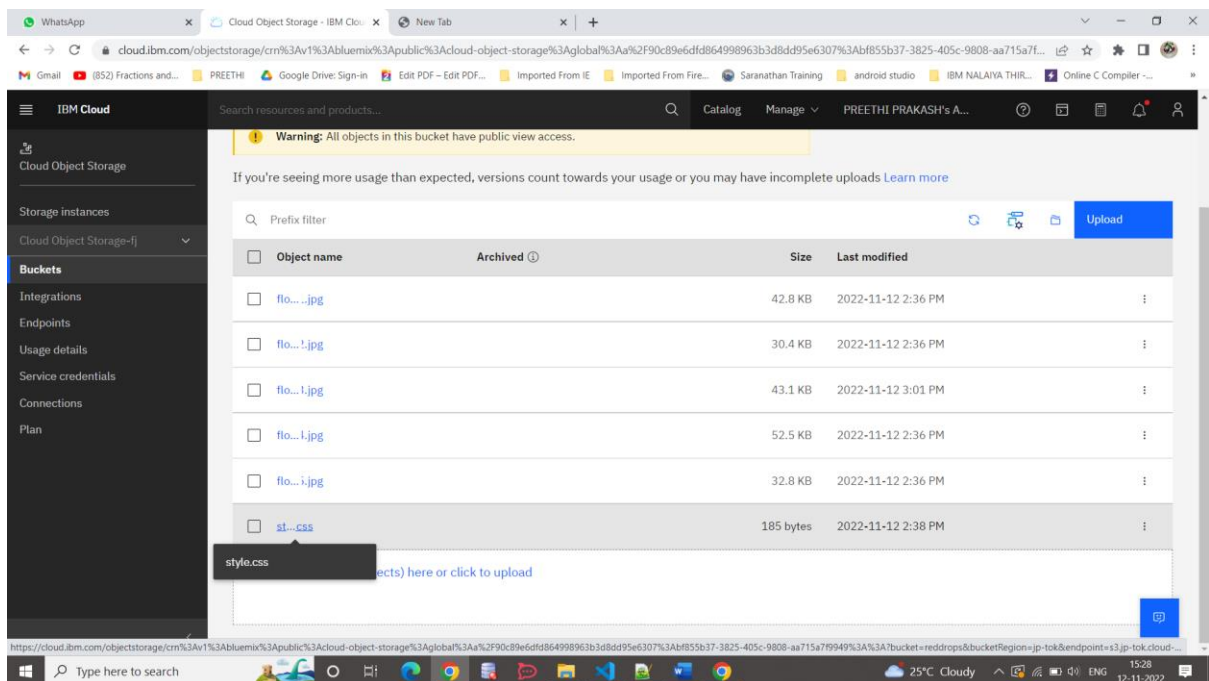 WhatsApp
Cloud Object Storage - IBM Clou
New Tab
cloud.ibm.com/objectstorage/crn%3Av1%3Abluemix%3Apublic%3Acloud-object-storage%3Aglobal%3Aa%2F90c89e6dfd864998963b3d8dd95e6307%3Abf855b37-3825-405c-9808-aa715a7f...
Gmail (852) Fractions and... PREETHI Google Drive: Sign-in Edit PDF – Edit PDF... Imported From IE Imported From Fire... Saranathan Training android studio IBM NALAIYA THIR... Online C Compiler -... »
IBM Cloud Search resources and products... Catalog Manage PREETHI PRAKASH's A...
Cloud Object Storage
Storage instances
Cloud Object Storage-fj
Buckets
Integrations
Endpoints
Usage details
Service credentials
Connections
Plan
Warning: All objects in this bucket have public view access.
If you're seeing more usage than expected, versions count towards your usage or you may have incomplete uploads Learn more
Prefix filter Upload
Object name Archived Size Last modified
flo... ..jpg 42.8 KB 2022-11-12 2:36 PM
30.4 KB 2022-11-12 2:36 PM
43.1 KB 2022-11-12 3:01 PM
52.5 KB 2022-11-12 2:36 PM
32.8 KB 2022-11-12 2:36 PM
st...css 185 bytes 2022-11-12 2:38 PM
style.css
ects) here or click to upload
https://cloud.ibm.com/objectstorage/crn%3Av1%3Abluemix%3Apublic%3Acloud-object-storage%3Aglobal%3Aa%2F90c89e6dfd864998963b3d8dd95e6307%3Abf855b37-3825-405c-9808-aa715a7f9949%3A%3A?bucket=reddrops&bucketRegion=jp-tok&endpoint=s3.jp-tok.cloud-...
Type here to search 25°C Cloudy ENG 15:28
12-11-2022